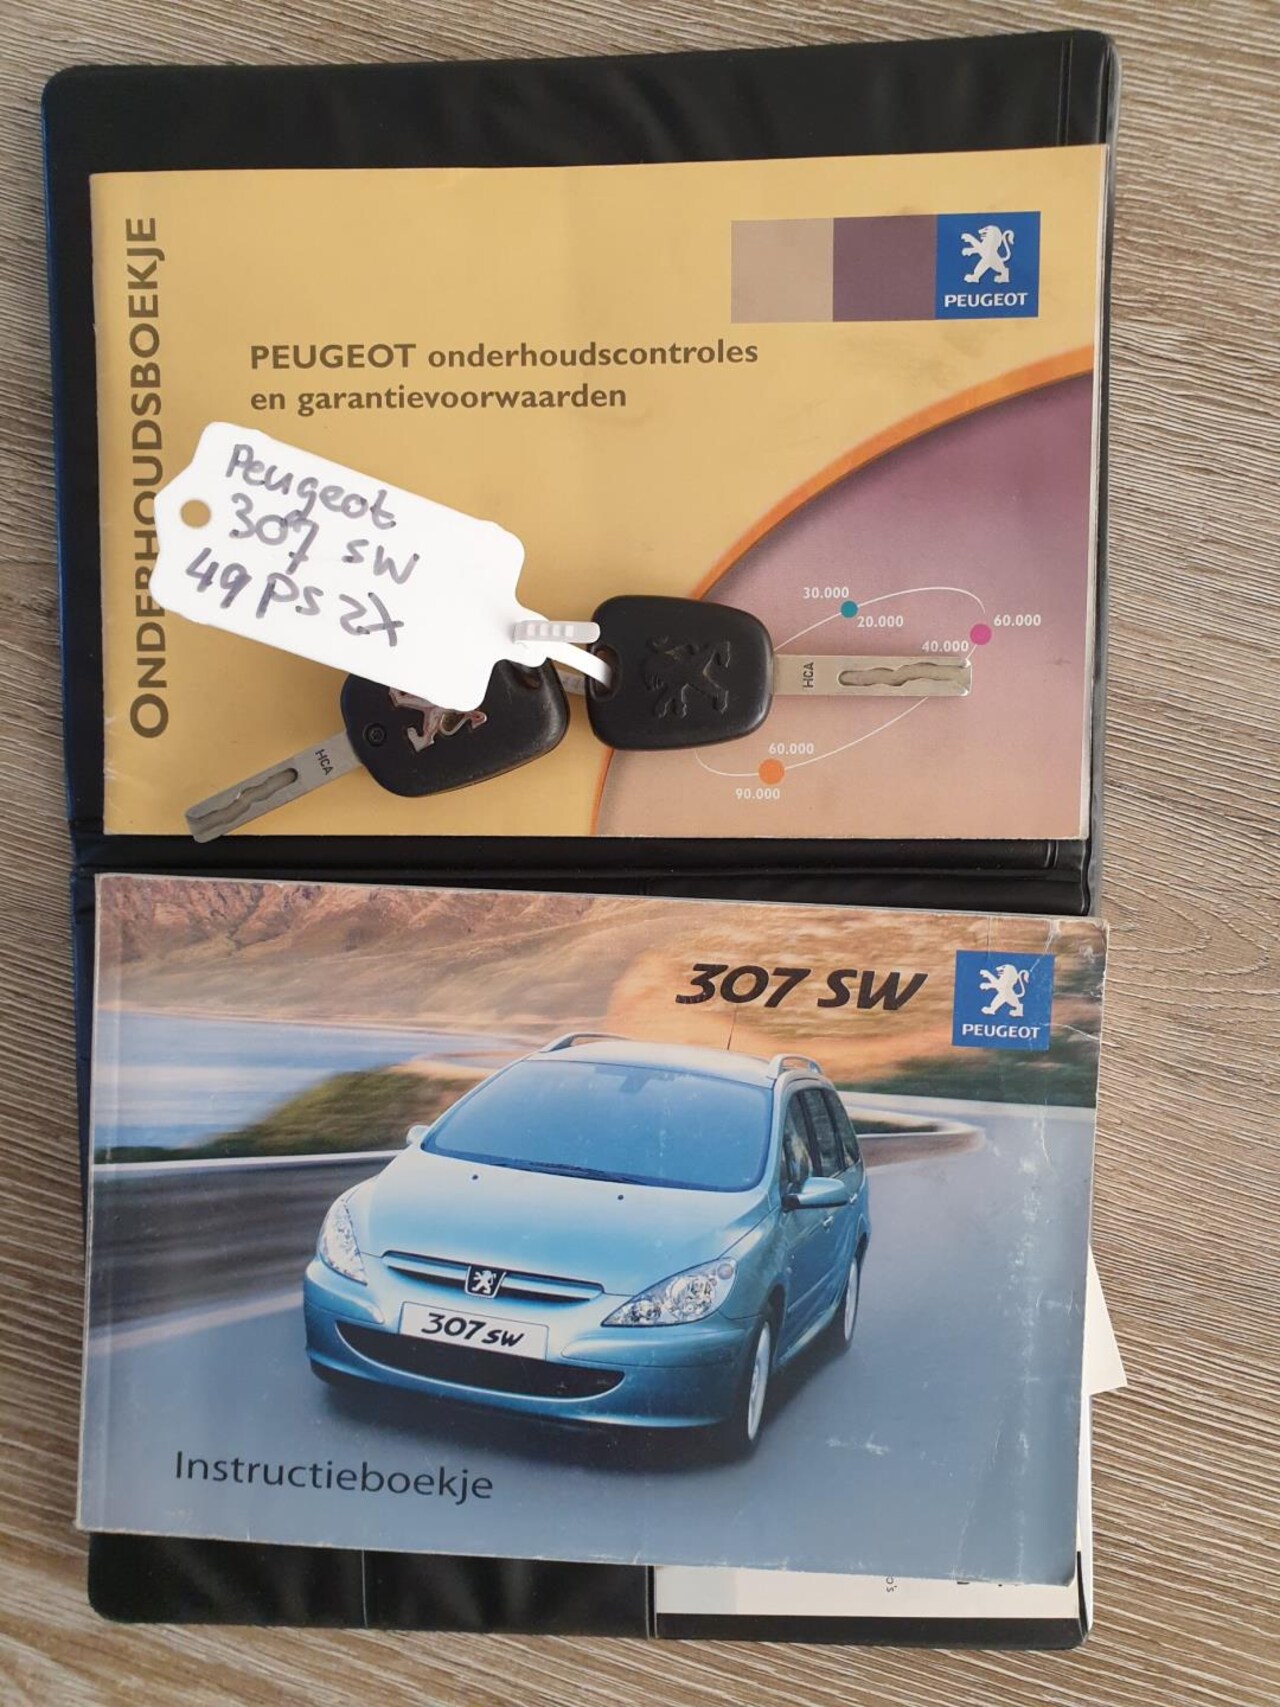 ONDERHOUDSBOEKJE
PEUGEOT
PEUGEOT onderhoudscontroles
en garantievoorwaarden
Peugeot
307 SW
49 PS ZX
30.000
20.000
60.000
40.000
HCA
HCA
60.000
90.000
307 SW
PEUGEOT
307 SW
Instructieboekje